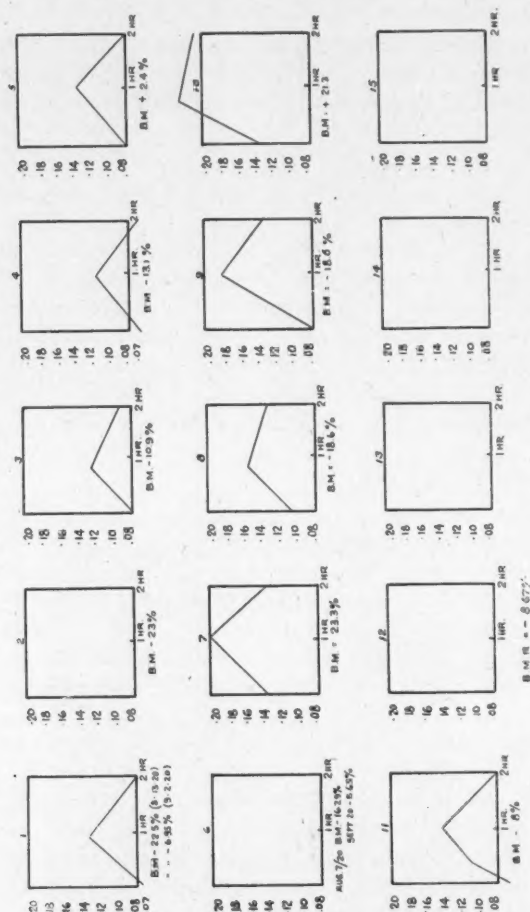 1
.20
.18
.16
.14
.12
.10
.08
.07
1 HR
2 HR
B.M - 22.5% (8-13-20)
" = - 6.95% (9-2-20)
2
.20
.18
.16
.14
.12
.10
.08
1 HR
2 HR
B.M. - 23%
3
.20
.18
.16
.14
.12
.10
.08
1 HR.
2 HR
B.M. - 10.9%
4
.20
.18
.16
.14
.12
.10
.08
.07
1 HR.
2 HR
B.M - 13.1%
5
.20
.18
.16
.14
.12
.10
.08
1 HR
2 HR
B.M + 2.4%
6
.20
.18
.16
.14
.12
.10
.08
1 HR
2 HR
AUG. 7/20 B.M - 16.29%
SEPT 20 - 8.65%
7
.20
.18
.16
.14
.12
.10
.08
1 HR
2 HR
B.M. = 23.3%
8
.20
.18
.16
.14
.12
.10
.08
1 HR
2 HR
B.M = - 18.6%
9
.20
.18
.16
.14
.12
.10
.08
1 HR
2 HR
B.M = - 18.8%
10
.20
.18
.16
.14
.12
.10
.08
1 HR
2 HR
B.M. + 21.3
11
.20
.18
.16
.14
.12
.10
.08
1 HR.
2 HR
B.M - 8%
12
.20
.18
.16
.14
.12
.10
.08
1 HR.
2 HR
B.M.R = - 8.67%
13
.20
.18
.16
.14
.12
.10
.08
1 HR
2 HR
14
.20
.18
.16
.14
.12
.10
.08
1 HR
2 HR
15
.20
.18
.16
.14
.12
.10
.08
1 HR
2 HR.